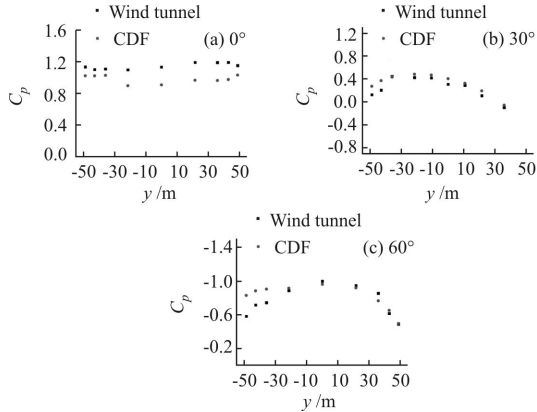 Wind tunnel
CDF
(a) 0°
1.6
1.2
0.8
0.4
0.0
C_p
-50 -30 -10 10 30 50
y /m
Wind tunnel
CDF
(b) 30°
1.2
0.8
0.4
0.0
-0.4
-0.8
C_p
-50 -30 -10 10 30 50
y /m
Wind tunnel
CDF
(c) 60°
-1.4
-1.0
-0.6
-0.2
C_p
-50 -30 -10 10 30 50
y /m